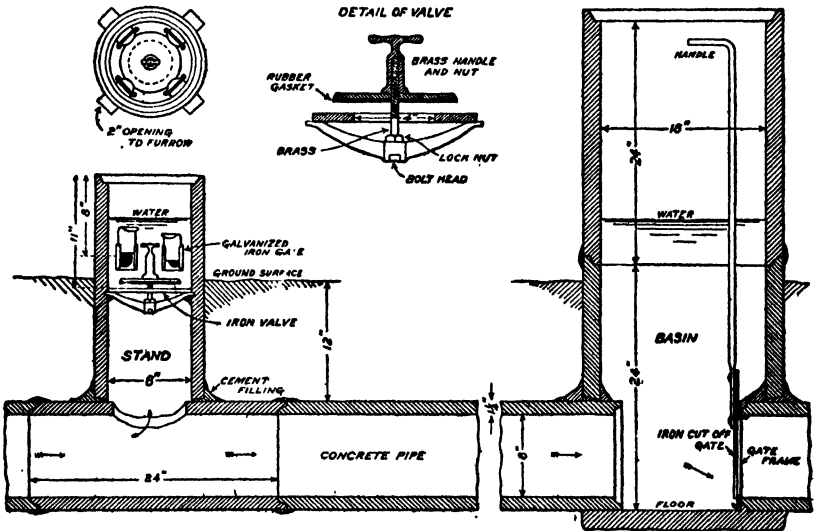 DETAIL OF VALVE
BRASS HANDLE
AND NUT
RUBBER
GASKET
BRASS
LOCK NUT
BOLT HEAD
2" OPENING
TO FURROW
11"
8"
WATER
GALVANIZED
IRON GATE
GROUND SURFACE
IRON VALVE
STAND
6"
CEMENT
FILLING
12"
24"
CONCRETE PIPE
1½"
8"
HANDLE
18"
24"
WATER
BASIN
24"
IRON CUT OFF
GATE
GATE
FRAME
FLOOR